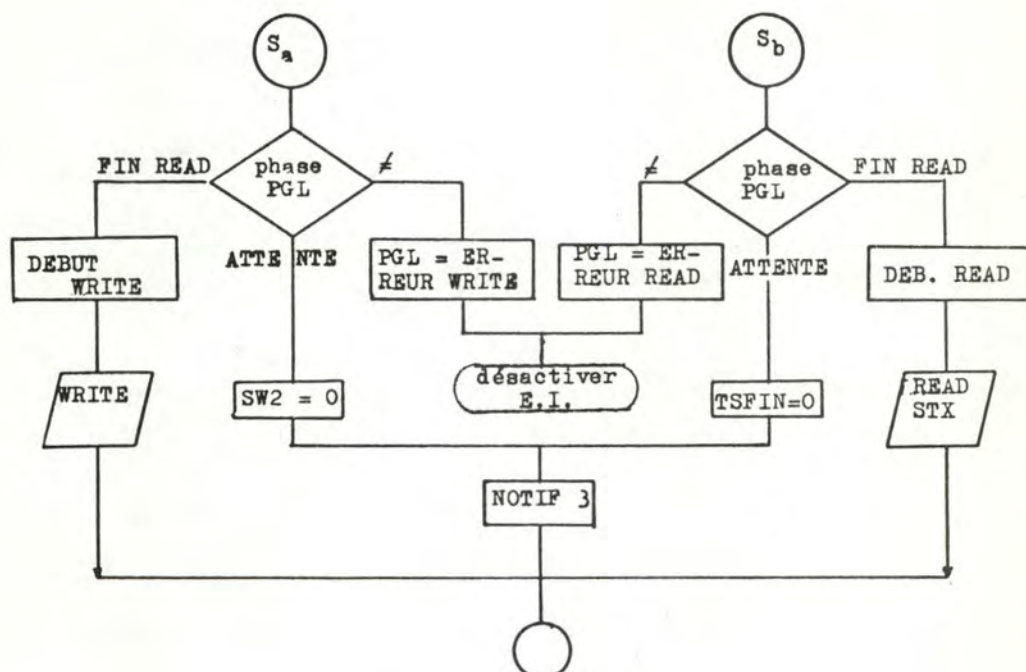 Sa
Sb
FIN READ
phase
PGL
≠
≠
phase
PGL
FIN READ
DEBUT
WRITE
ATTENTE
PGL = ER-
REUR WRITE
PGL = ER-
REUR READ
ATTENTE
DEB. READ
WRITE
SW2 = 0
désactiver
E.I.
TSFIN=0
READ
STX
NOTIF 3